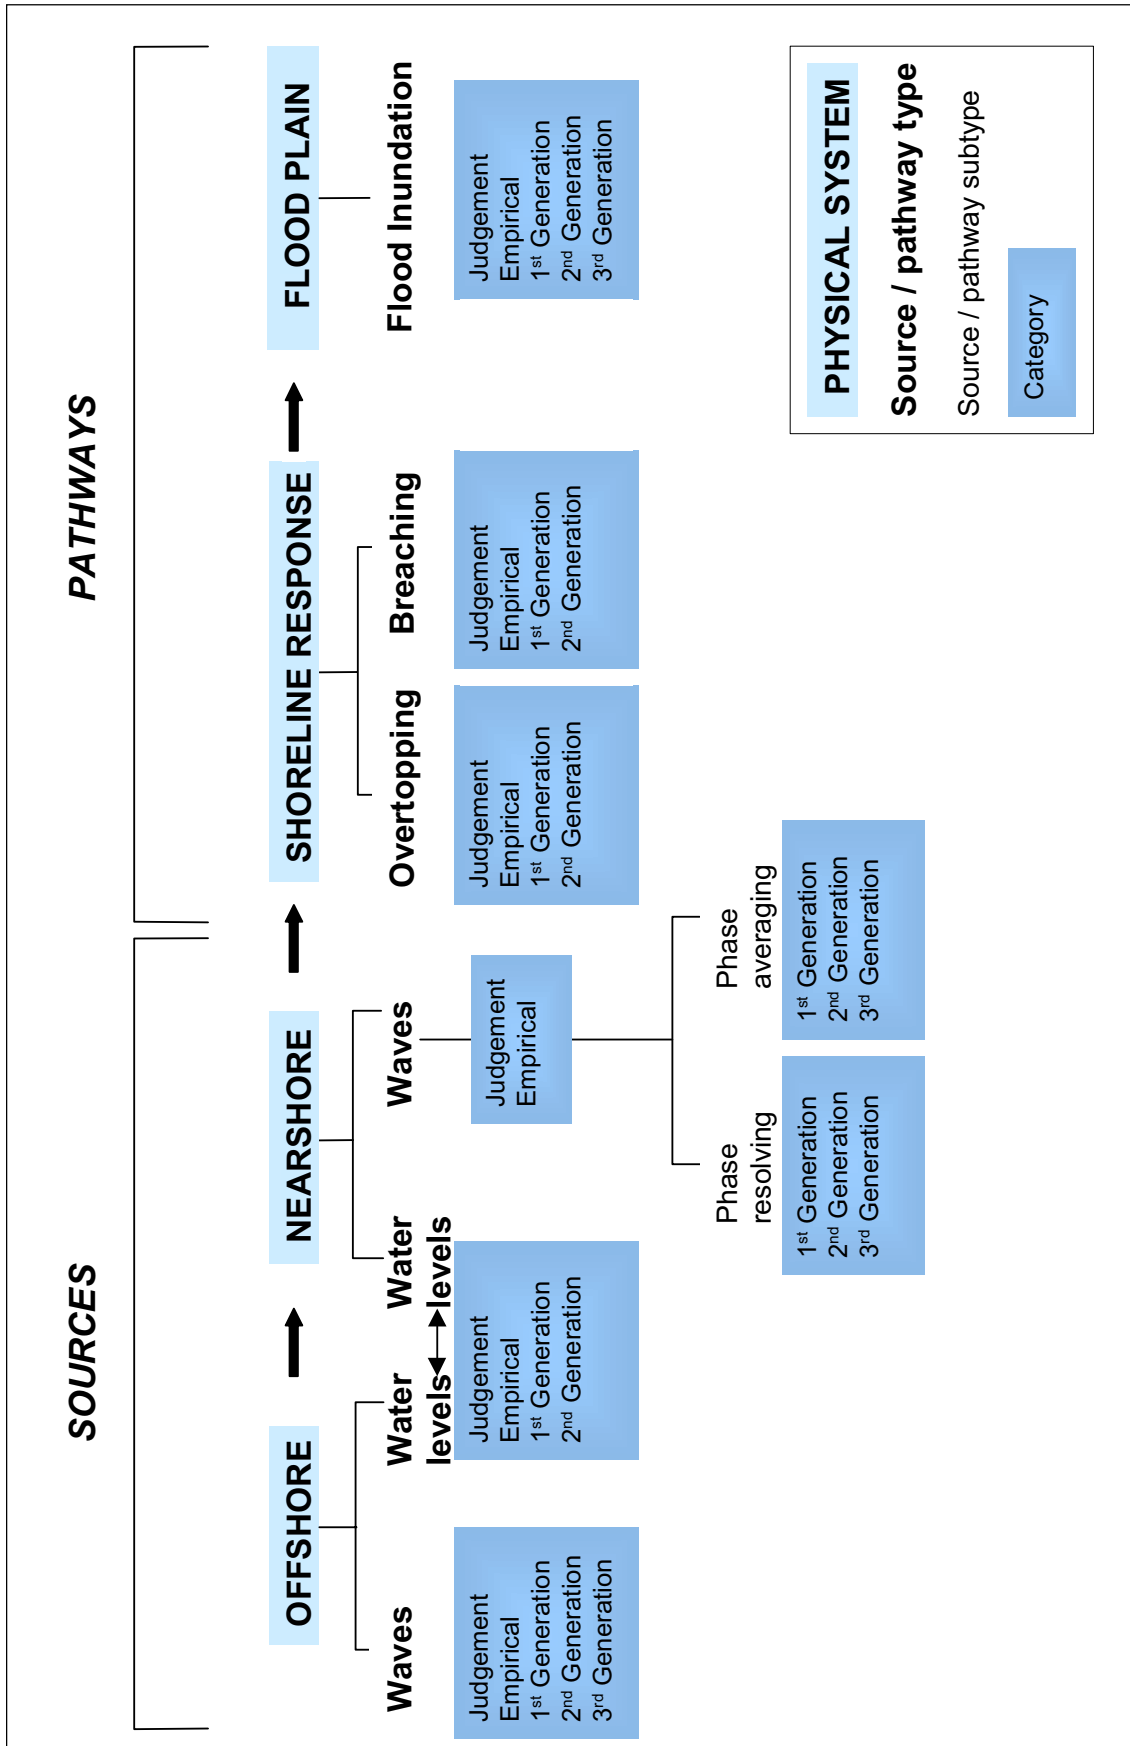 SOURCES
PATHWAYS
OFFSHORE
NEARSHORE
SHORELINE RESPONSE
FLOOD PLAIN
Waves
Water
levels
Water
levels
Waves
Overtopping
Breaching
Flood Inundation
Judgement
Empirical
1st Generation
2nd Generation
3rd Generation
Judgement
Empirical
1st Generation
2nd Generation
Judgement
Empirical
Judgement
Empirical
1st Generation
2nd Generation
Judgement
Empirical
1st Generation
2nd Generation
Judgement
Empirical
1st Generation
2nd Generation
3rd Generation
Phase
resolving
1st Generation
2nd Generation
3rd Generation
Phase
averaging
1st Generation
2nd Generation
3rd Generation
PHYSICAL SYSTEM
Source / pathway type
Source / pathway subtype
Category